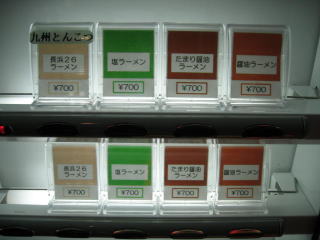 九州とんこつ
長浜26
ラーメン
¥700
塩ラーメン
¥700
たまり醤油
ラーメン
¥700
醤油ラーメン
¥700
長浜26
ラーメン
¥700
塩ラーメン
¥700
たまり醤油
ラーメン
¥700
醤油ラーメン
¥700